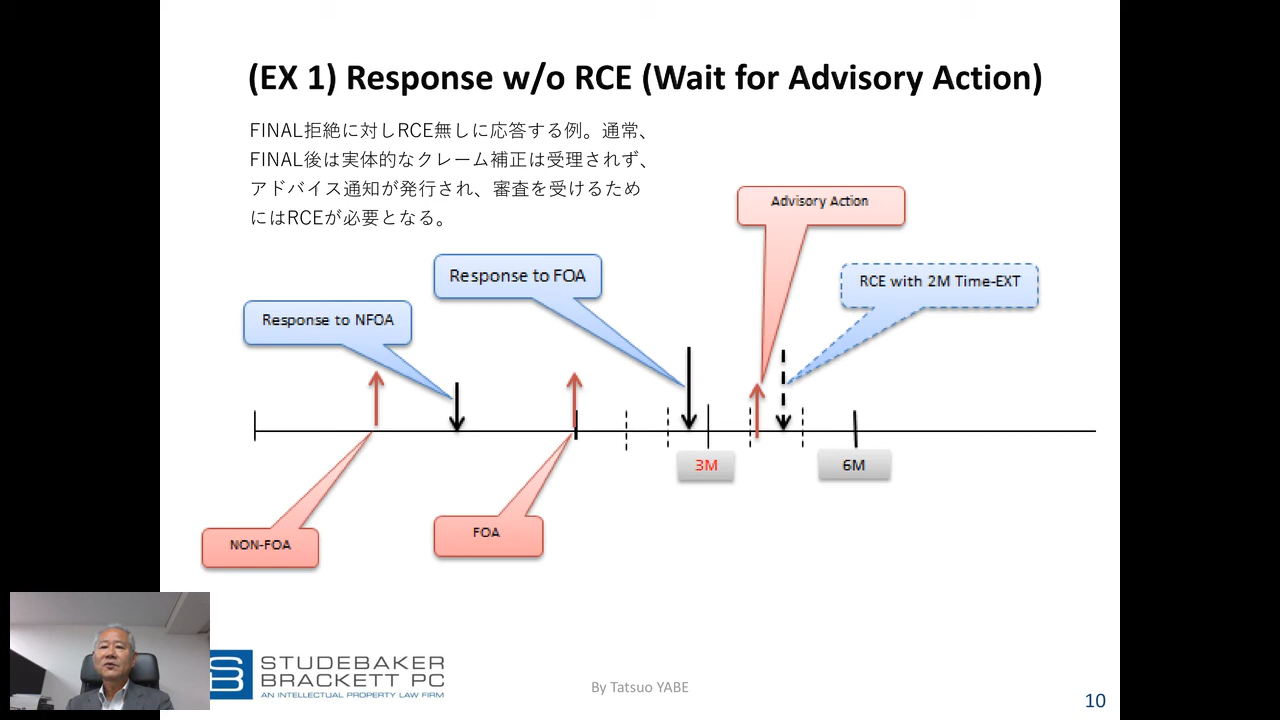 (EX 1) Response w/o RCE (Wait for Advisory Action)
FINAL拒絶に対しRCE無しに応答する例。通常、
FINAL後は実体的なクレーム補正は受理されず、
アドバイス通知が発行され、審査を受けるため
にはRCEが必要となる。
Advisory Action
Response to FOA
RCE with 2M Time-EXT
Response to NFOA
3M
6M
NON-FOA
FOA
SB
STUDEBAKER
BRACKETT PC
AN INTELLECTUAL PROPERTY LAW FIRM
By Tatsuo YABE
10